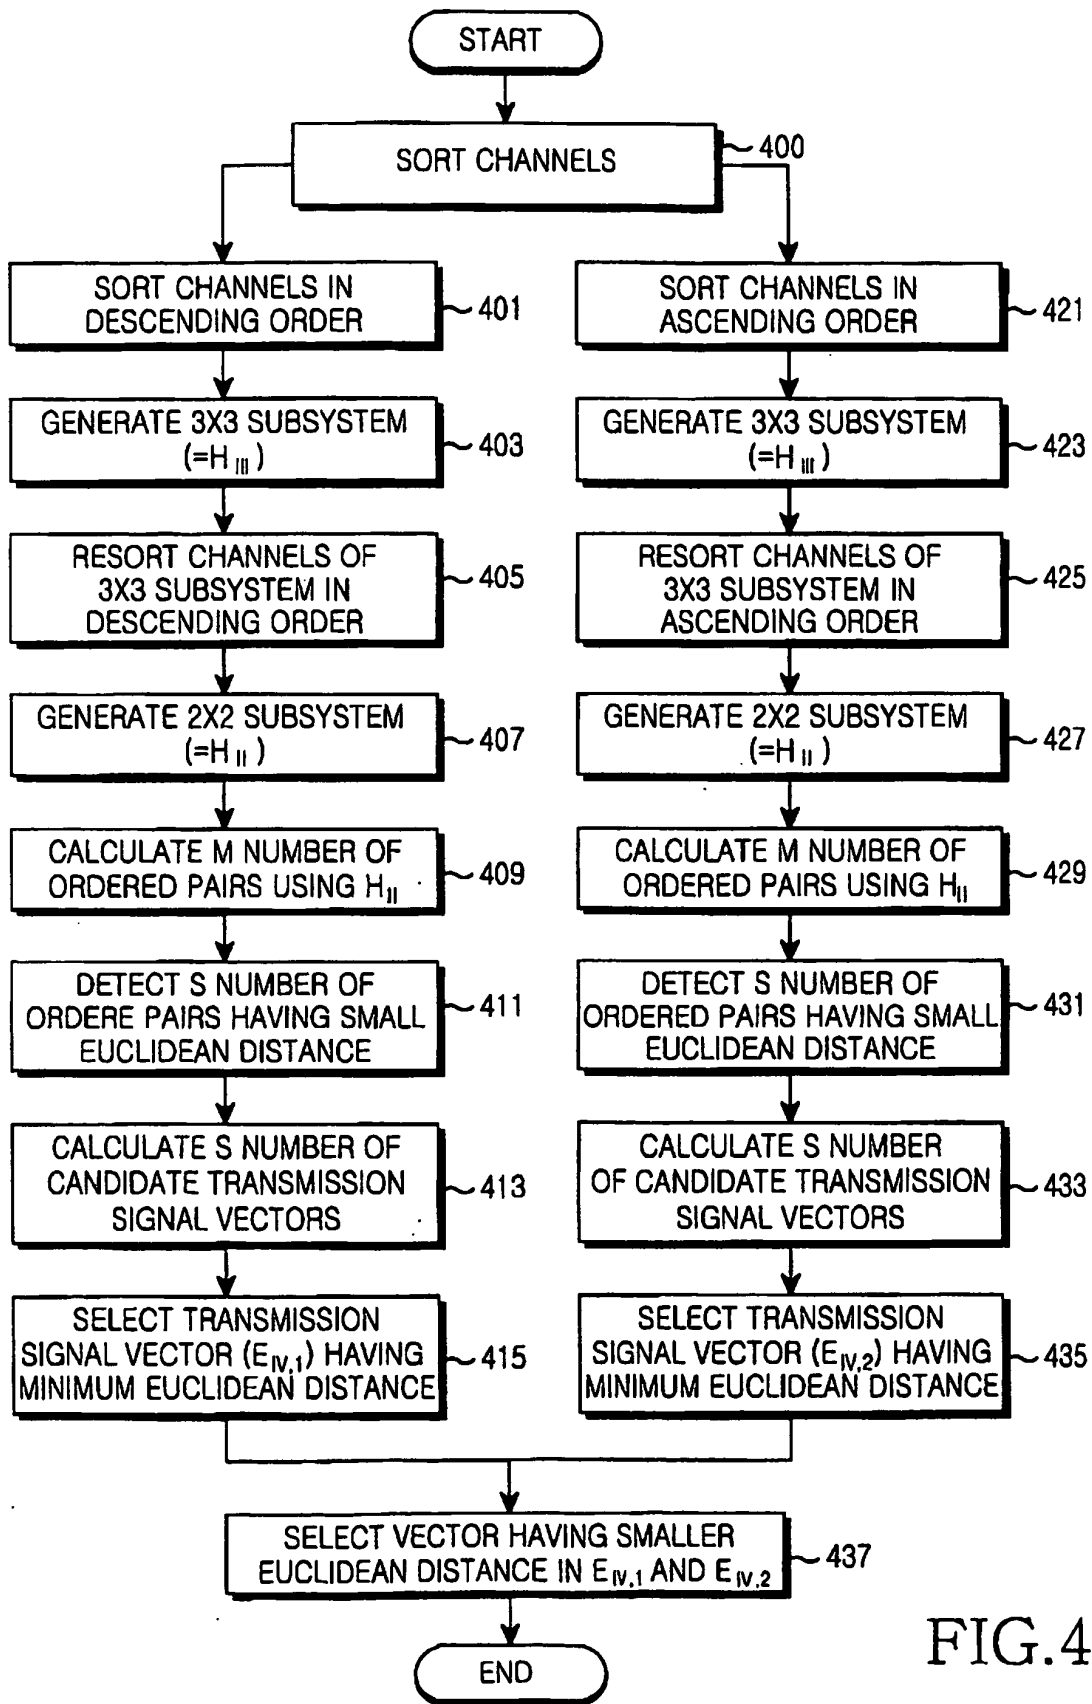 START
SORT CHANNELS
400
SORT CHANNELS IN
DESCENDING ORDER
401
GENERATE 3X3 SUBSYSTEM
(=H III)
403
RESORT CHANNELS OF
3X3 SUBSYSTEM IN
DESCENDING ORDER
405
GENERATE 2X2 SUBSYSTEM
(=H II)
407
CALCULATE M NUMBER OF
ORDERED PAIRS USING H II
409
DETECT S NUMBER OF
ORDERE PAIRS HAVING SMALL
EUCLIDEAN DISTANCE
411
CALCULATE S NUMBER OF
CANDIDATE TRANSMISSION
SIGNAL VECTORS
413
SELECT TRANSMISSION
SIGNAL VECTOR (E IV,1) HAVING
MINIMUM EUCLIDEAN DISTANCE
415
SORT CHANNELS IN
ASCENDING ORDER
421
GENERATE 3X3 SUBSYSTEM
(=H III)
423
RESORT CHANNELS OF
3X3 SUBSYSTEM IN
ASCENDING ORDER
425
GENERATE 2X2 SUBSYSTEM
(=H II)
427
CALCULATE M NUMBER OF
ORDERED PAIRS USING H II
429
DETECT S NUMBER OF
ORDERED PAIRS HAVING SMALL
EUCLIDEAN DISTANCE
431
CALCULATE S NUMBER
OF CANDIDATE TRANSMISSION
SIGNAL VECTORS
433
SELECT TRANSMISSION
SIGNAL VECTOR (E IV,2) HAVING
MINIMUM EUCLIDEAN DISTANCE
435
SELECT VECTOR HAVING SMALLER
EUCLIDEAN DISTANCE IN E IV,1 AND E IV,2
437
END
FIG.4